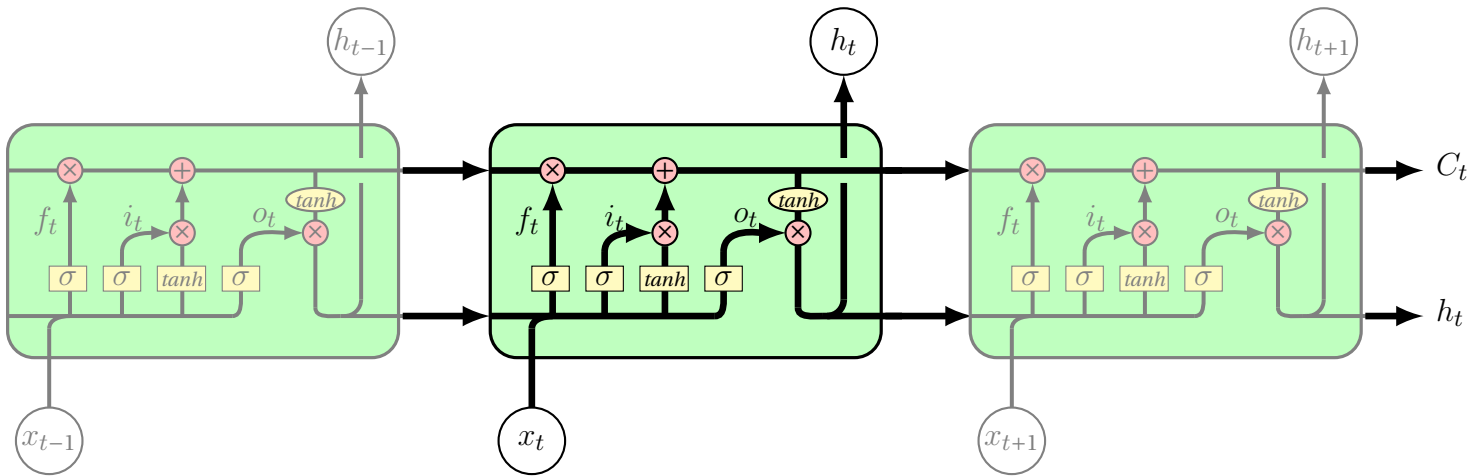 h_{t-1} h_t h_{t+1}
× + × + × + C_t
tanh tanh tanh
f_t i_t × o_t × f_t i_t × o_t × f_t i_t × o_t ×
σ σ tanh σ σ σ tanh σ σ σ tanh σ
h_t
x_{t-1} x_t x_{t+1}